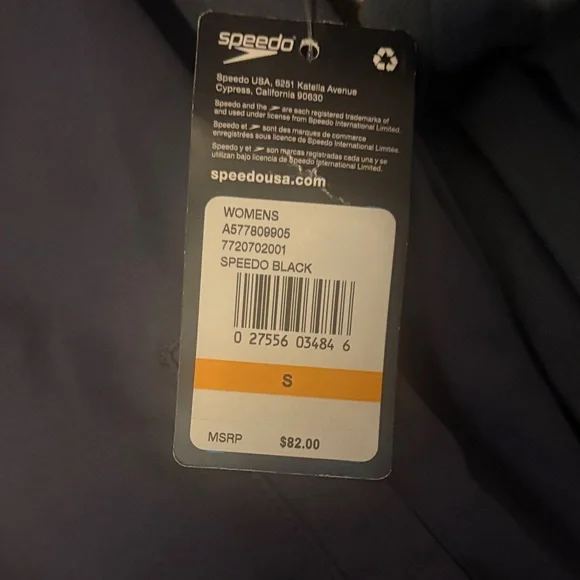 speedo
Speedo USA, 6251 Katella Avenue
Cypress, California 90630
Speedo and the are each registered trademarks of
and used under license from Speedo International Limited.
Speedo et sont des marques de commerce
enregistrées sous licence de Speedo International Limitée.
Speedo y et son marcas registradas cada una y se
utilizan bajo licencia de Speedo International Limited.
speedousa.com
WOMENS
A577809905
7720702001
SPEEDO BLACK
0 27556 03484 6
S
MSRP $82.00